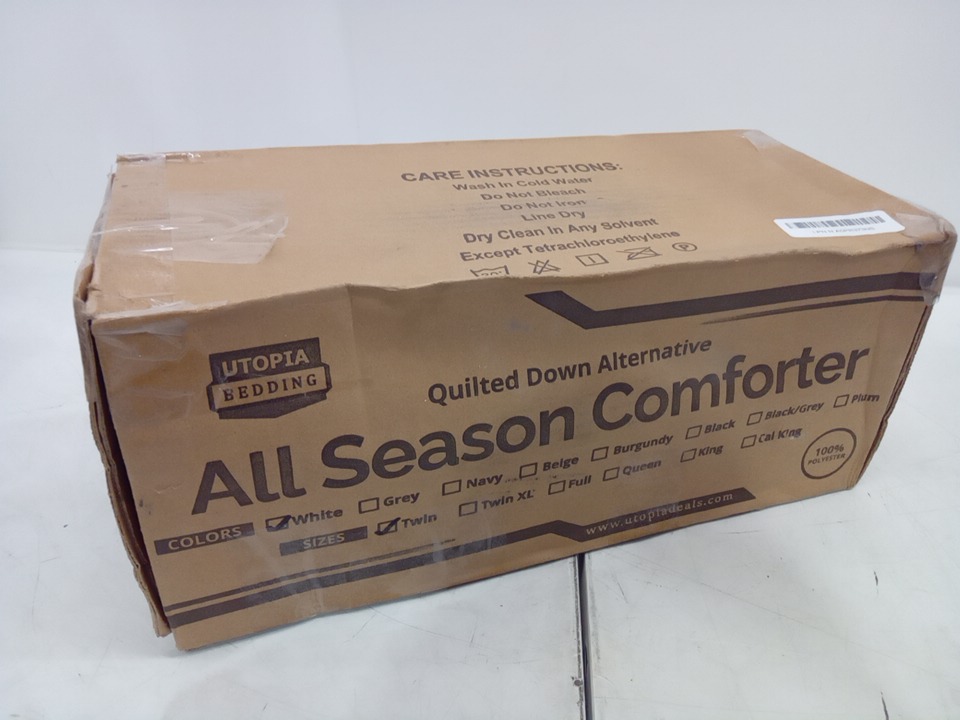 CARE INSTRUCTIONS:
Wash In Cold Water
Do Not Bleach
Do Not Iron
Line Dry
Dry Clean In Any Solvent
Except Tetrachloroethylene
P
UTOPIA
BEDDING
Quilted Down Alternative
All Season Comforter
COLORS White Grey Navy Beige Burgundy Black Black/Grey Plum
SIZES Twin Twin XL Full Queen King Cal King
100%
POLYESTER
www.utopiadeals.com